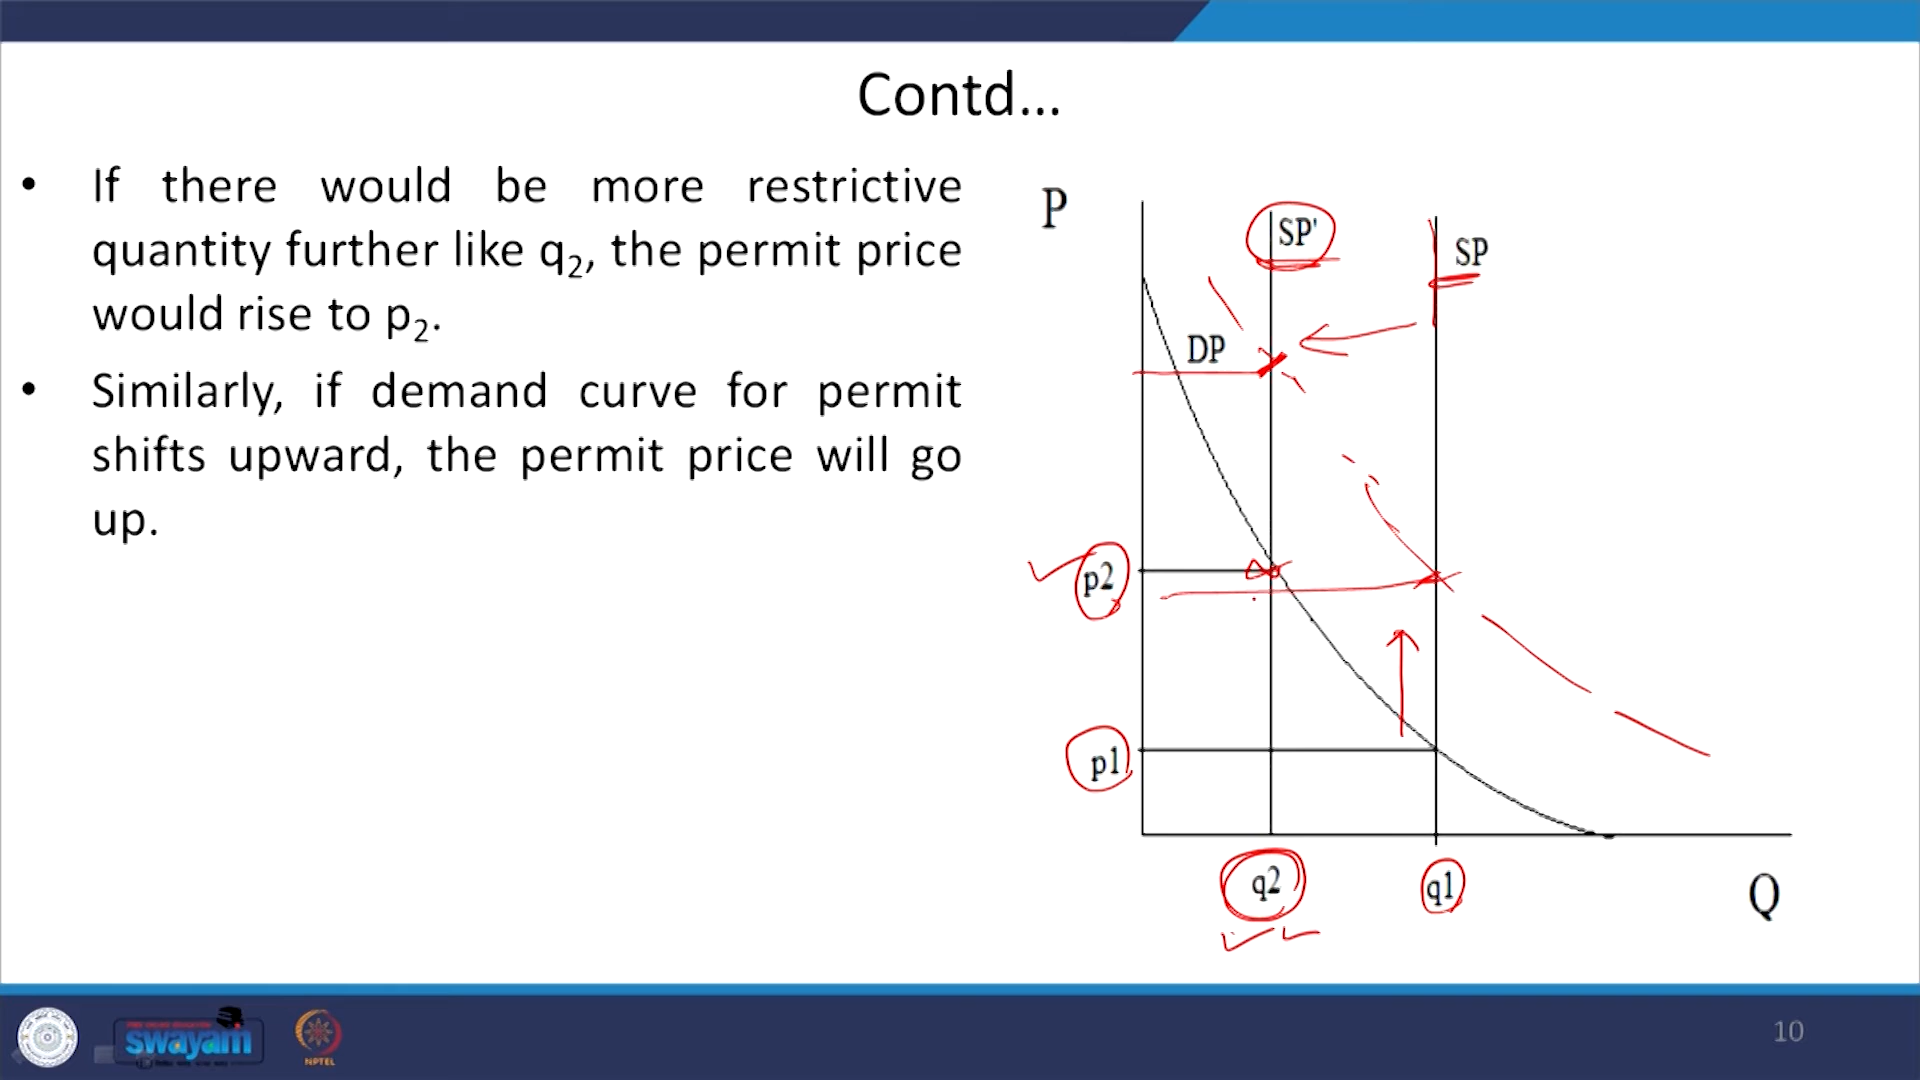 Contd...
• If there would be more restrictive
quantity further like q₂, the permit price
would rise to p₂.
• Similarly, if demand curve for permit
shifts upward, the permit price will go
up.
P
SP'
SP
DP
p2
p1
q2
q1
Q
swayam
NPTEL
10